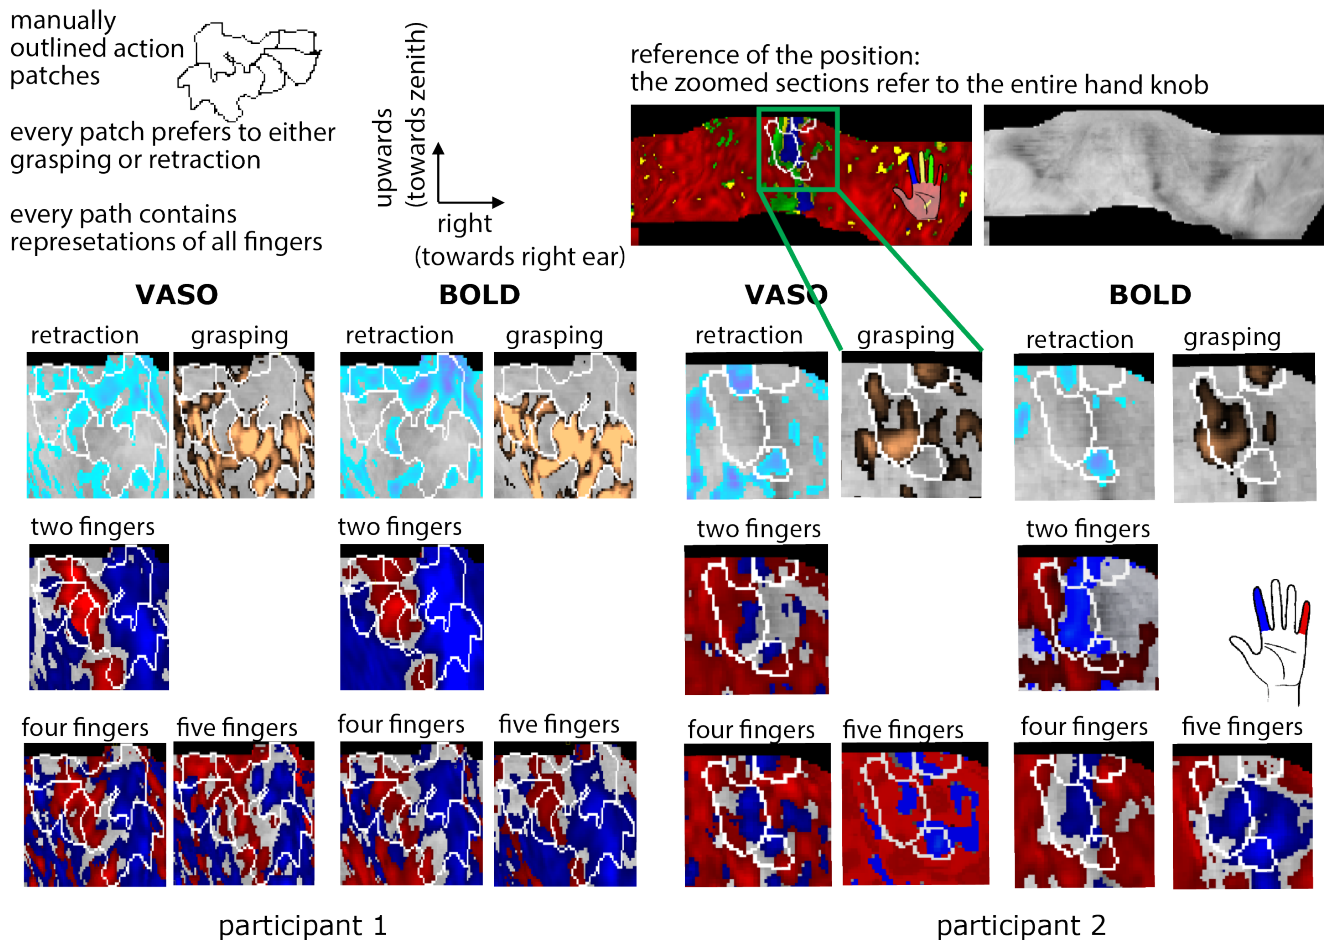 manually
outlined action
patches
every patch prefers to either
grasping or retraction
every path contains
represetations of all fingers
upwards
(towards zenith)
right
(towards right ear)
reference of the position:
the zoomed sections refer to the entire hand knob
VASO
BOLD
VASO
BOLD
retraction
grasping
retraction
grasping
retraction
grasping
retraction
grasping
two fingers
two fingers
two fingers
two fingers
four fingers
five fingers
four fingers
five fingers
four fingers
five fingers
four fingers
five fingers
participant 1
participant 2